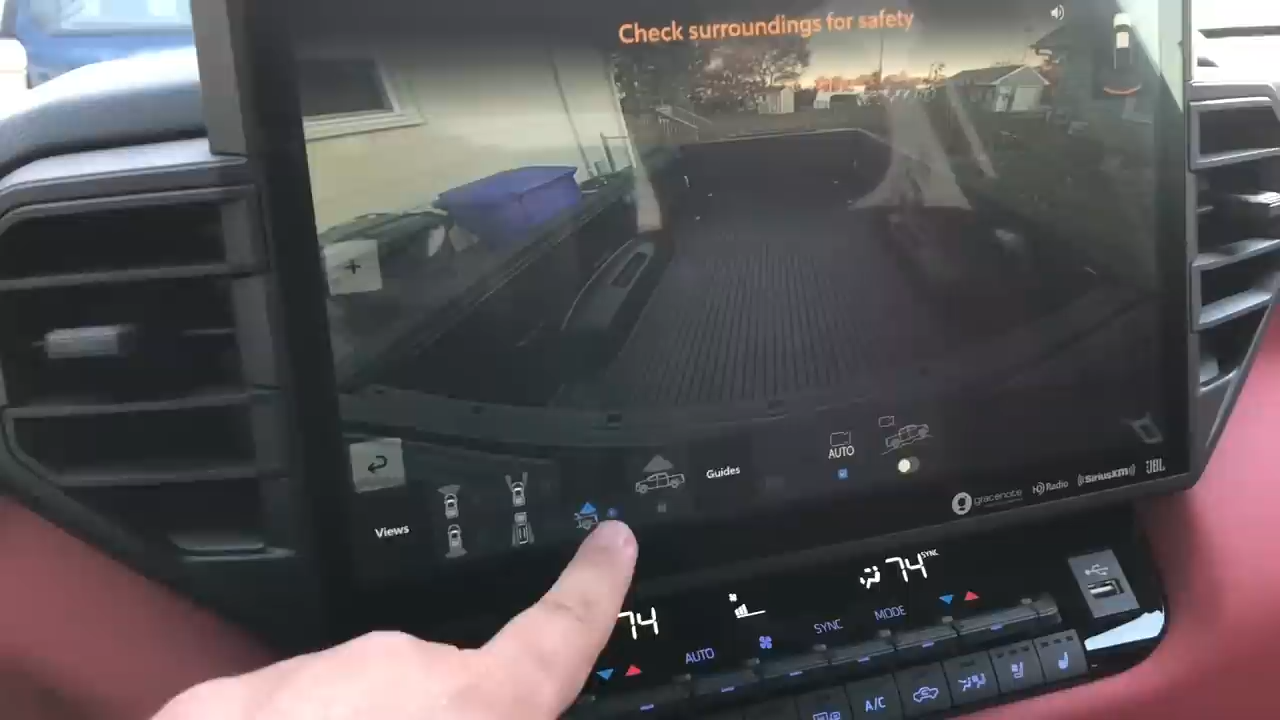 Check surroundings for safety
+
Guides
AUTO
Views
gracenote
HD Radio
SiriusXM
JBL
74
74
SYNC
AUTO
SYNC
MODE
A/C